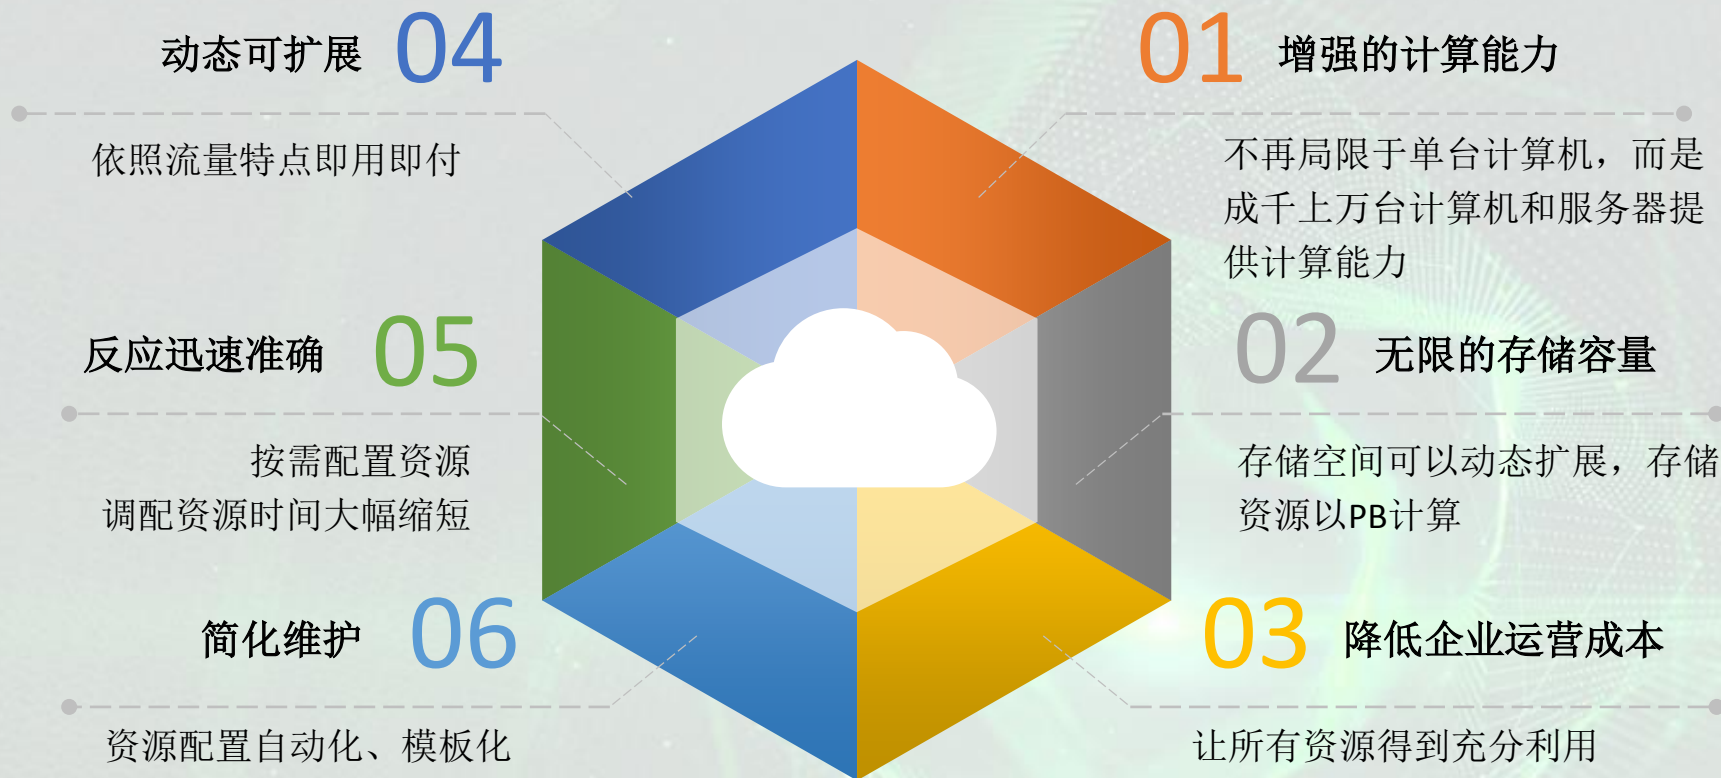 04
动态可扩展
依照流量特点即用即付
01
增强的计算能力
不再局限于单台计算机，而是
成千上万台计算机和服务器提
供计算能力
05
反应迅速准确
按需配置资源
调配资源时间大幅缩短
02
无限的存储容量
存储空间可以动态扩展，存储
资源以PB计算
06
简化维护
资源配置自动化、模板化
03
降低企业运营成本
让所有资源得到充分利用